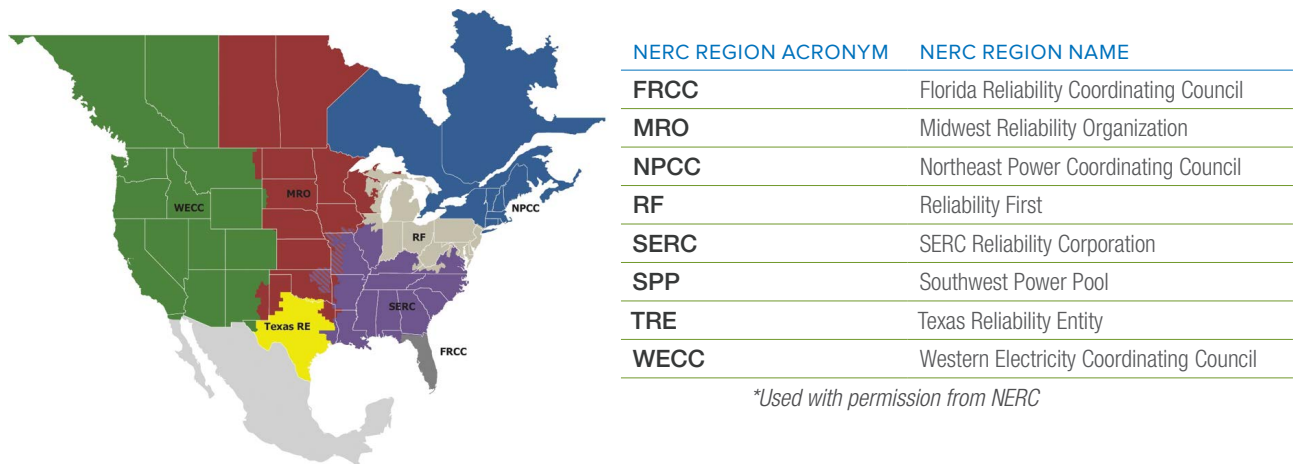 WECC
MRO
NPCC
RF
SERC
Texas RE
FRCC
NERC REGION ACRONYM NERC REGION NAME
FRCC Florida Reliability Coordinating Council
MRO Midwest Reliability Organization
NPCC Northeast Power Coordinating Council
RF Reliability First
SERC SERC Reliability Corporation
SPP Southwest Power Pool
TRE Texas Reliability Entity
WECC Western Electricity Coordinating Council
*Used with permission from NERC